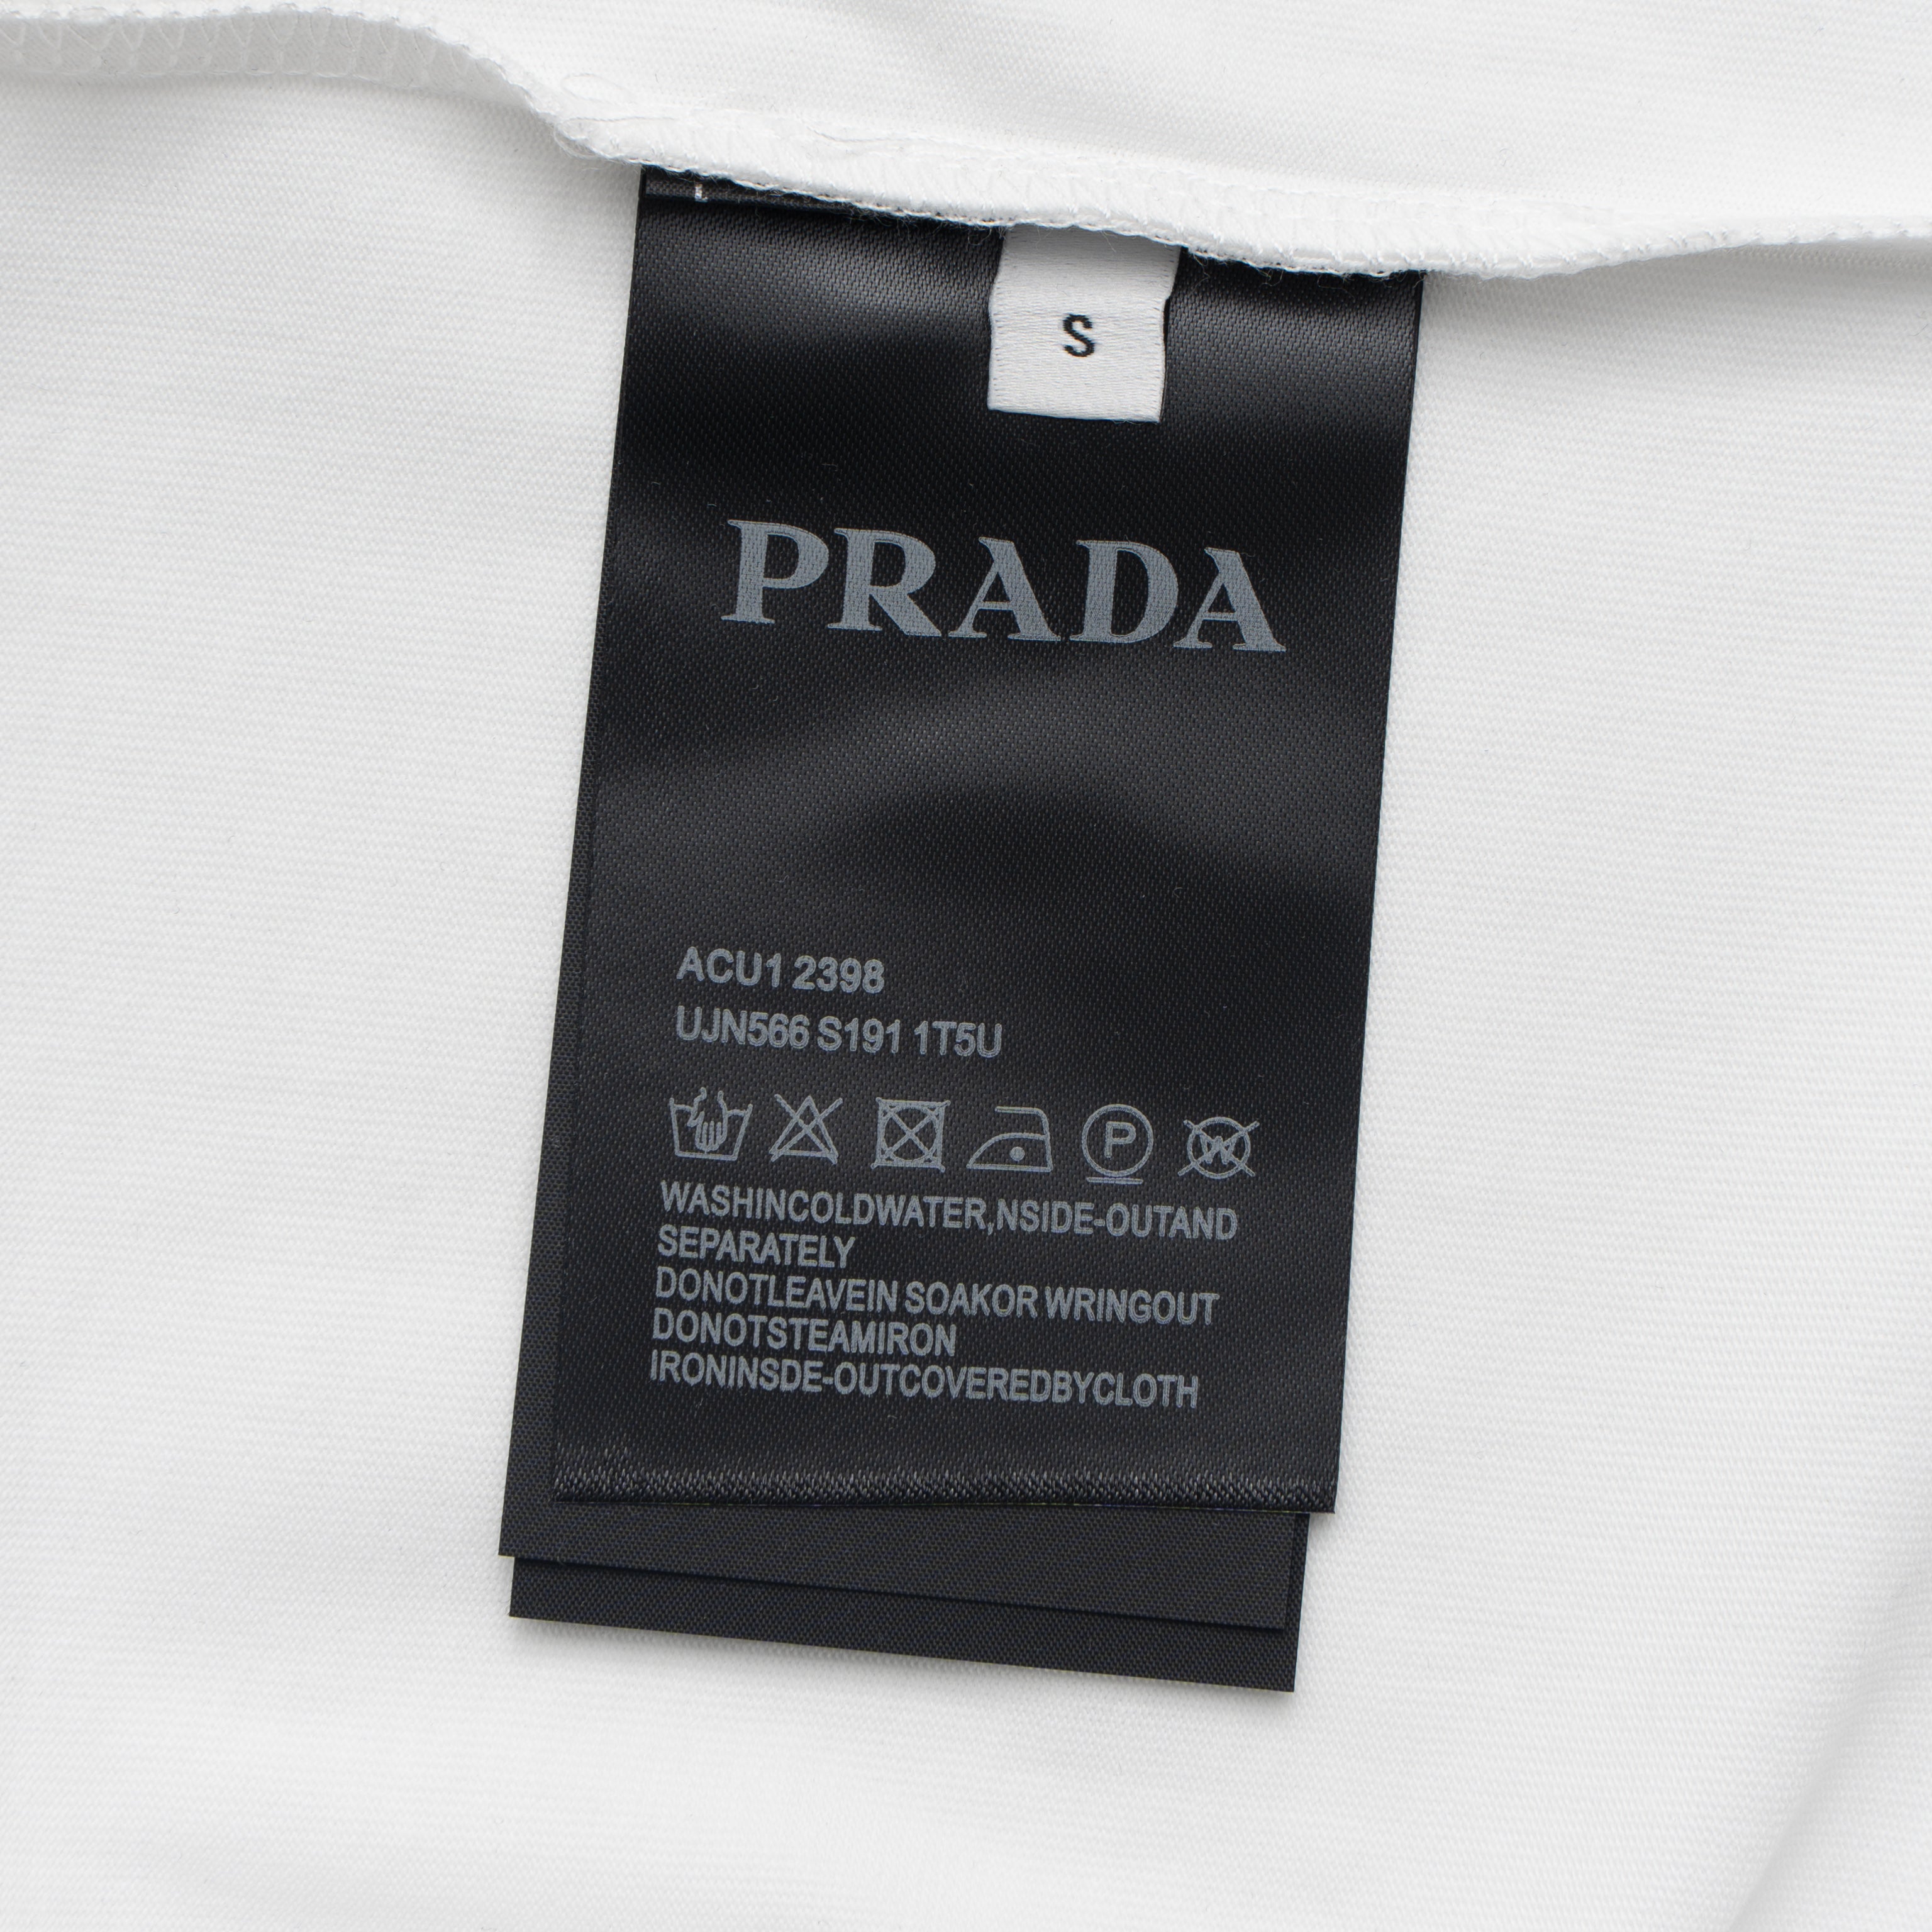 S
PRADA
ACU1 2398
UJN566 S191 1T5U
P
W
WASHINCOLDWATER,NSIDE-OUTAND
SEPARATELY
DONOTLEAVEIN SOAKOR WRINGOUT
DONOTSTEAMIRON
IRONINSDE-OUTCOVEREDBYCLOTH